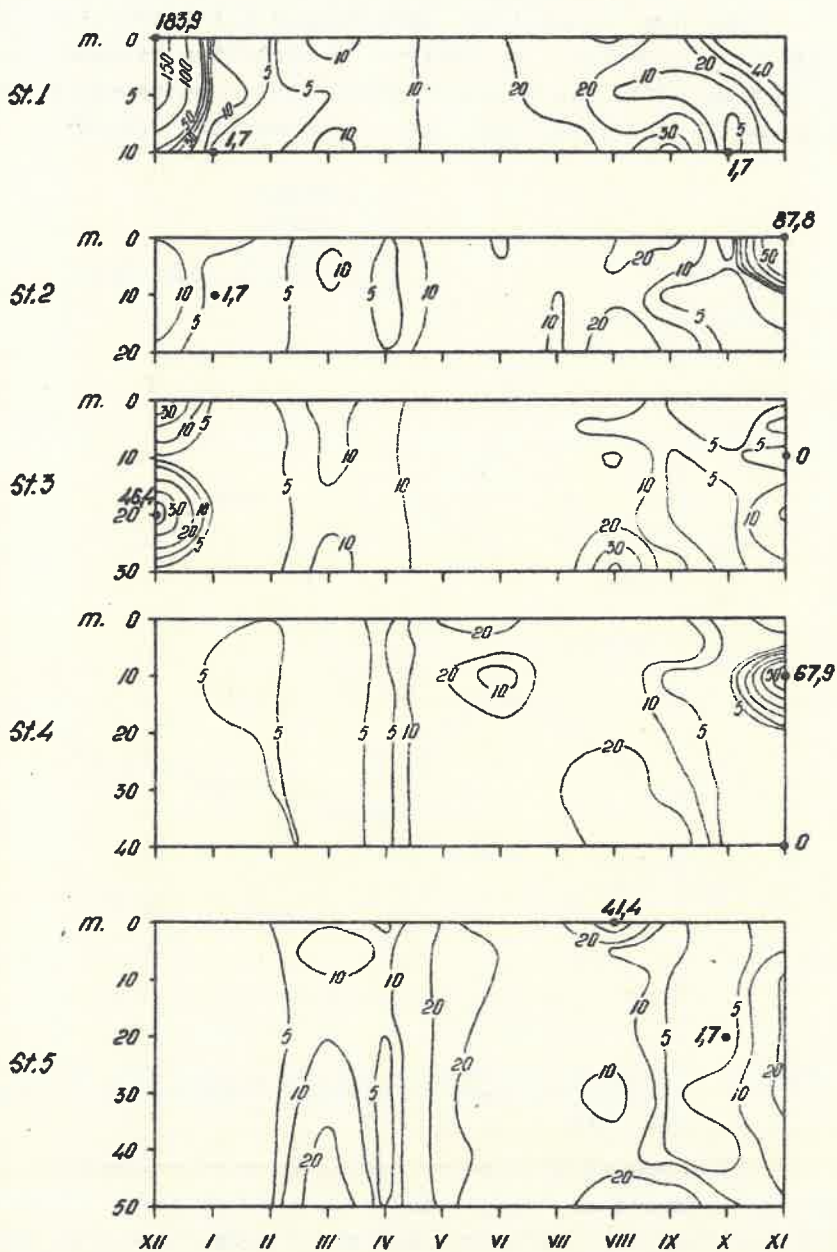 183,9
m. 0 150 100 50 30 10 5 10 5 10 20 20 10 20 40
St.1 5
10 1,7 10 30 5 1,7
87,8
m. 0 10 5 5 10 5 10 20 10 50
St.2 10 1,7 5
20 10 20
m. 0 30 10 5 10 5 5
10 5 10 10 5 0
St.3 46,4
20 30 20 18 5 10
30 10 20 30
m. 0 5 20
10 20 10 10 50 67,9
St.4 20 5 5 10 5 5
30 20
40 0
41,4
m. 0 10 20
10 10 20 10 5
20 5 20 5 1,7
St.5
30 10 5 10 10 20
40 20
50 20
XII I II III IV V VI VII VIII IX X XI